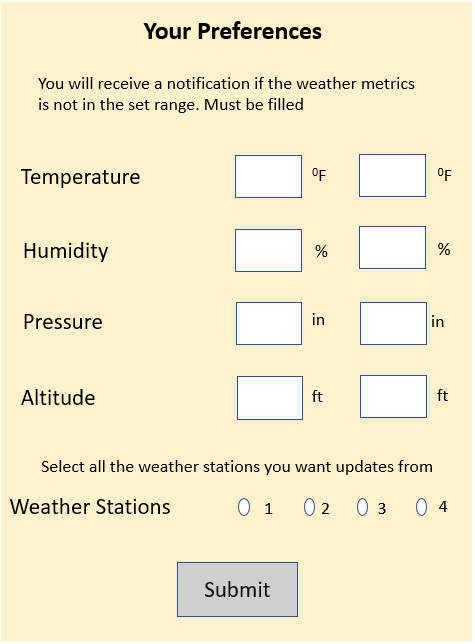 Your Preferences
You will receive a notification if the weather metrics
is not in the set range. Must be filled
Temperature ⁰F ⁰F
Humidity % %
Pressure in in
Altitude ft ft
Select all the weather stations you want updates from
Weather Stations 1 2 3 4
Submit